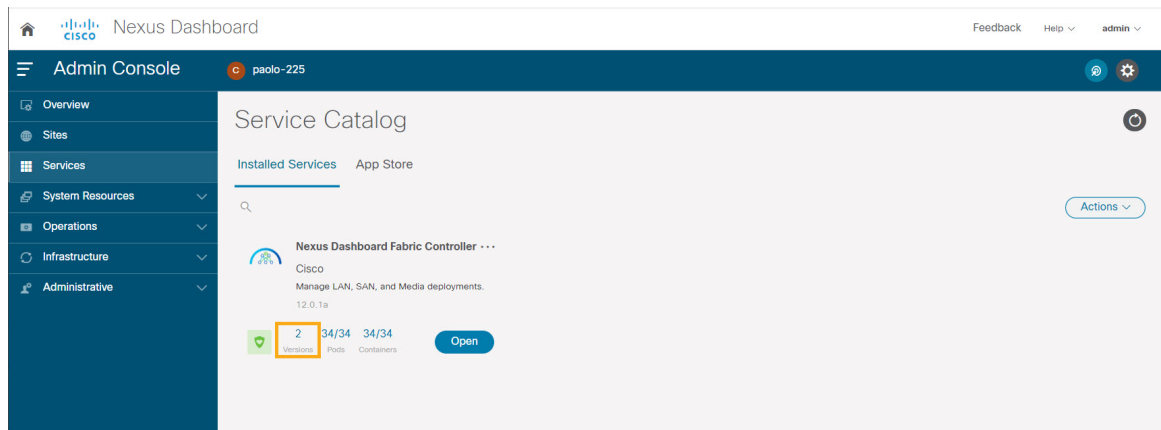 CISCO Nexus Dashboard Feedback Help admin
Admin Console C paolo-225
Overview
Sites
Services
System Resources
Operations
Infrastructure
Administrative
Service Catalog
Installed Services App Store
Actions
Nexus Dashboard Fabric Controller ···
Cisco
Manage LAN, SAN, and Media deployments.
12.0.1a
2 34/34 34/34
Versions Pods Containers
Open